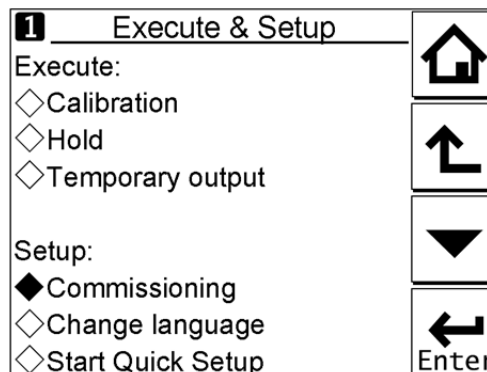 1 Execute & Setup
Execute:
Calibration
Hold
Temporary output
Setup:
Commissioning
Change language
Start Quick Setup
Enter